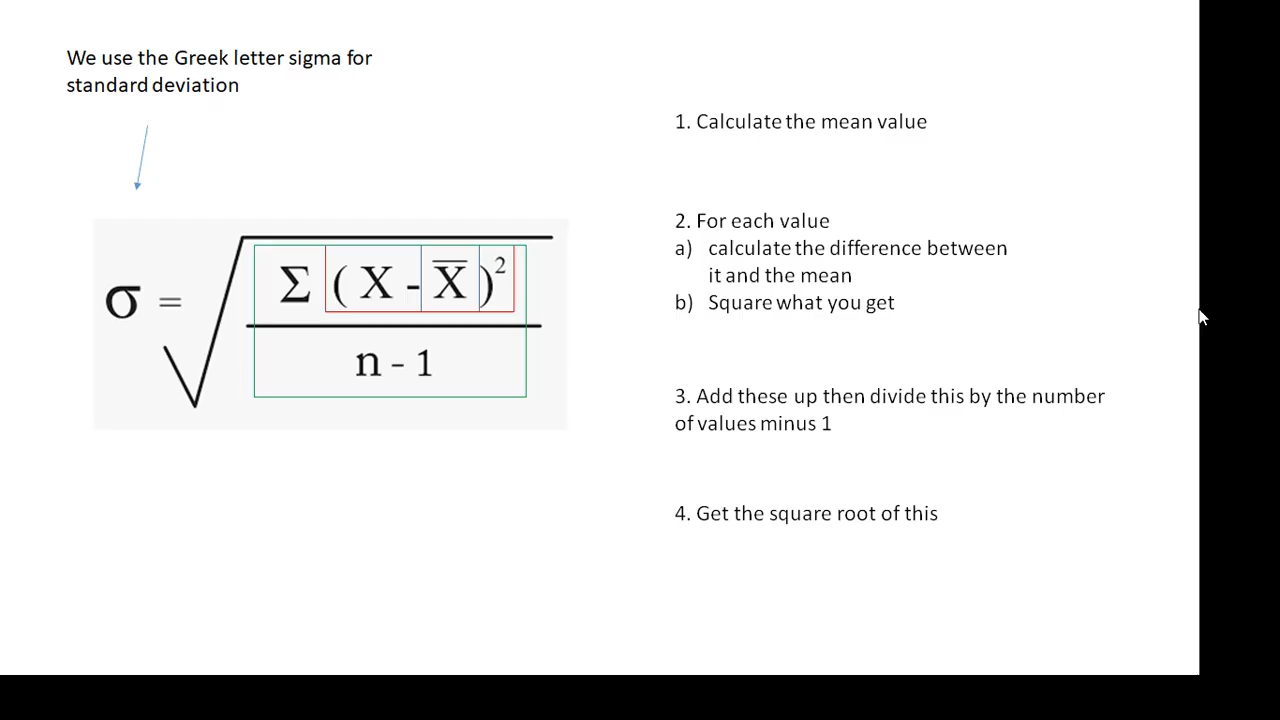 We use the Greek letter sigma for
standard deviation
1. Calculate the mean value
2. For each value
a) calculate the difference between
it and the mean
b) Square what you get
σ = √
Σ ( X - X̅ )²
n - 1
3. Add these up then divide this by the number
of values minus 1
4. Get the square root of this